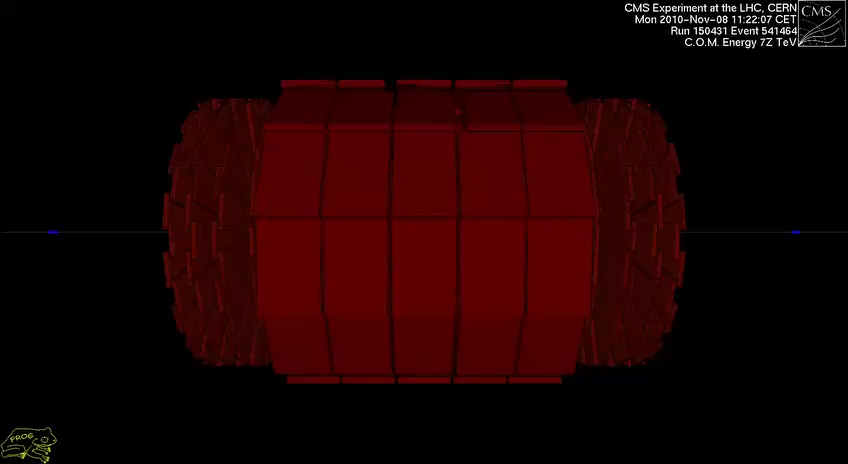 CMS Experiment at the LHC, CERN
Mon 2010-Nov-08 11:22:07 CET
Run 150431 Event 541464
C.O.M. Energy 7Z TeV
CMS
FROG